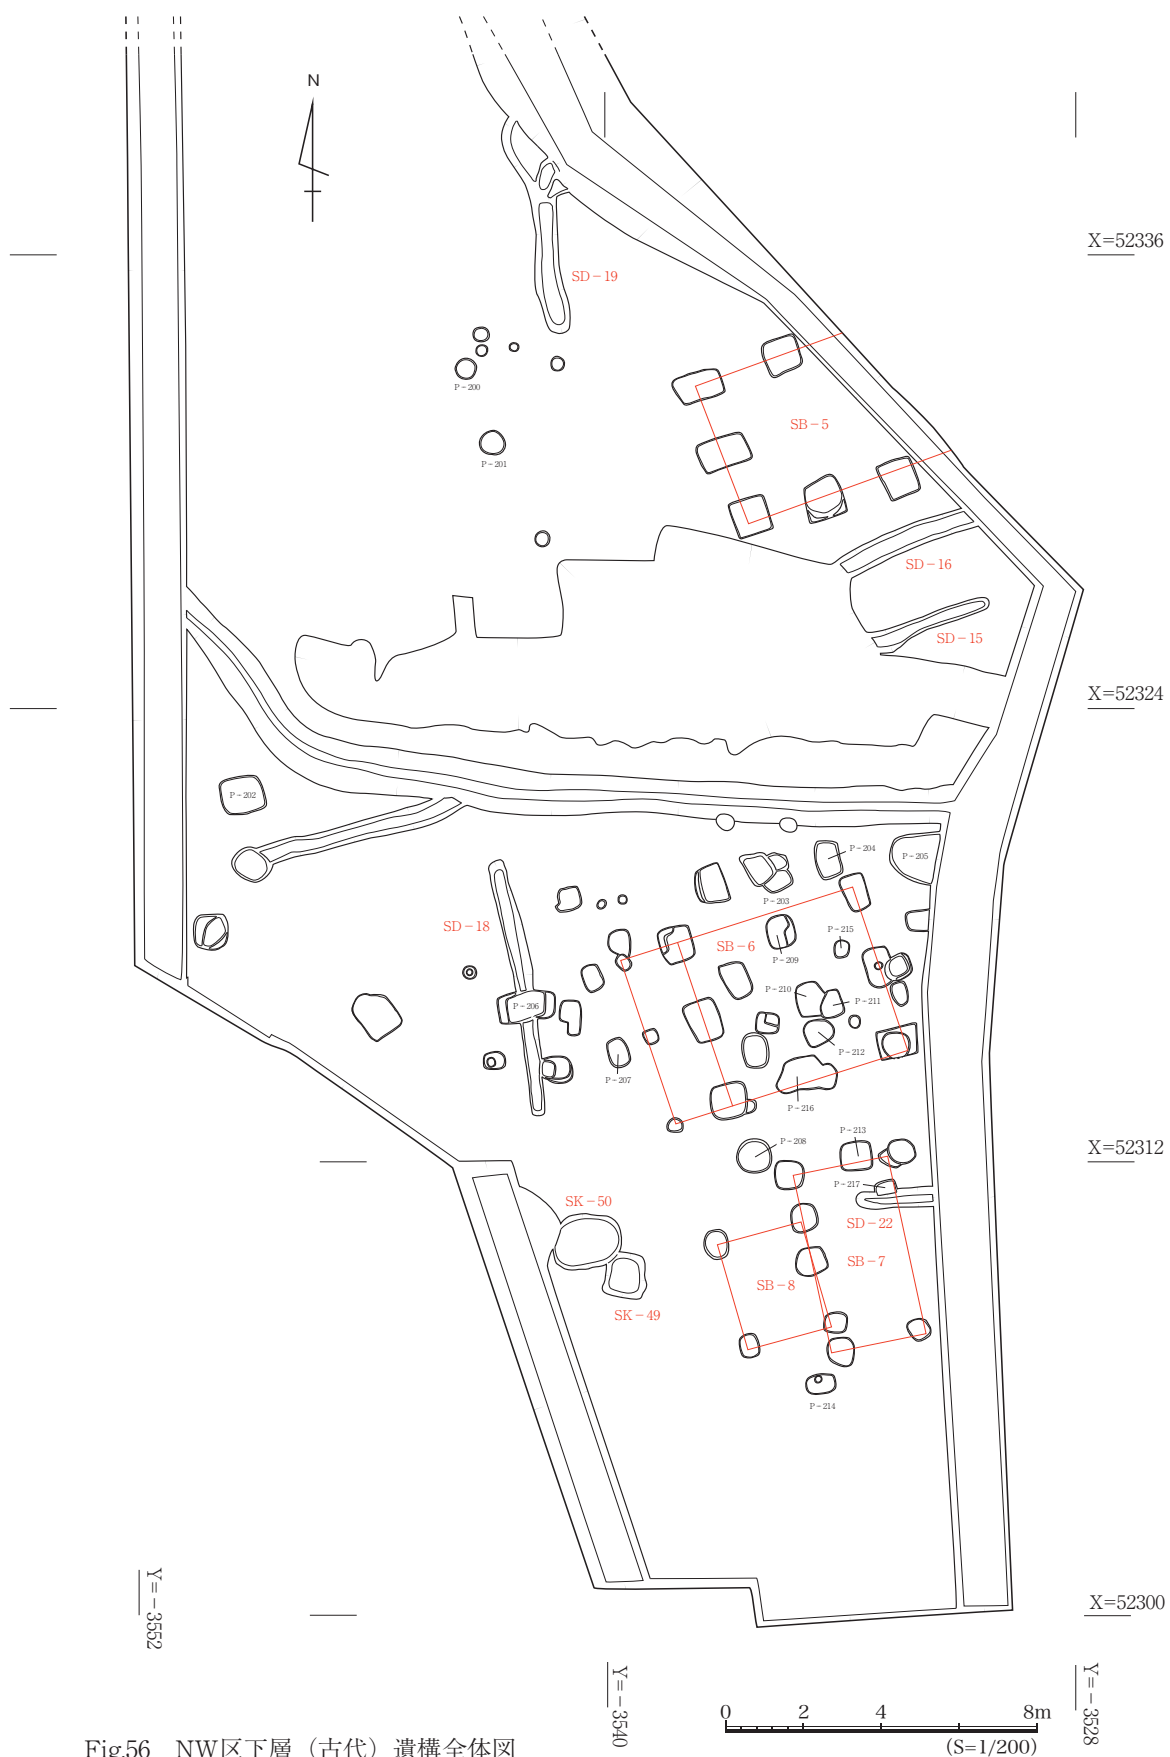 N
X=52336
SD-19
P-200
SB-5
P-201
SD-16
SD-15
X=52324
P-202
P-204
P-205
P-203
SD-18
SB-6
P-215
P-209
P-210
P-206
P-211
P-212
P-207
P-216
P-213
P-208
X=52312
P-217
SK-50
SD-22
SB-7
SB-8
SK-49
P-214
Y=-3552
X=52300
Y=-3540
Y=-3528
0 2 4 8m
(S=1/200)
Fig.56 NW区下層（古代）遺構全体図